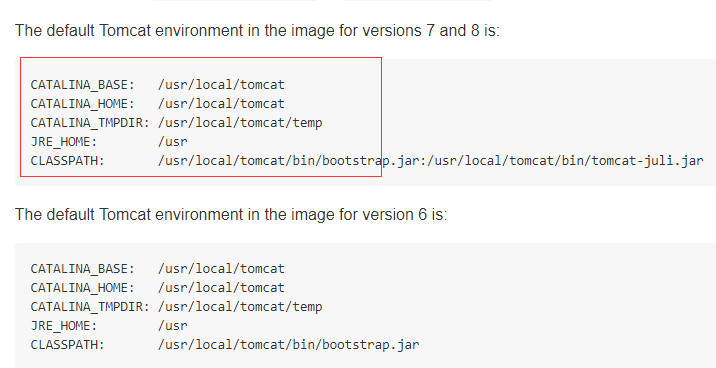 The default Tomcat environment in the image for versions 7 and 8 is:
CATALINA_BASE:   /usr/local/tomcat
CATALINA_HOME:   /usr/local/tomcat
CATALINA_TMPDIR: /usr/local/tomcat/temp
JRE_HOME:        /usr
CLASSPATH:       /usr/local/tomcat/bin/bootstrap.jar:/usr/local/tomcat/bin/tomcat-juli.jar
The default Tomcat environment in the image for version 6 is:
CATALINA_BASE:   /usr/local/tomcat
CATALINA_HOME:   /usr/local/tomcat
CATALINA_TMPDIR: /usr/local/tomcat/temp
JRE_HOME:        /usr
CLASSPATH:       /usr/local/tomcat/bin/bootstrap.jar